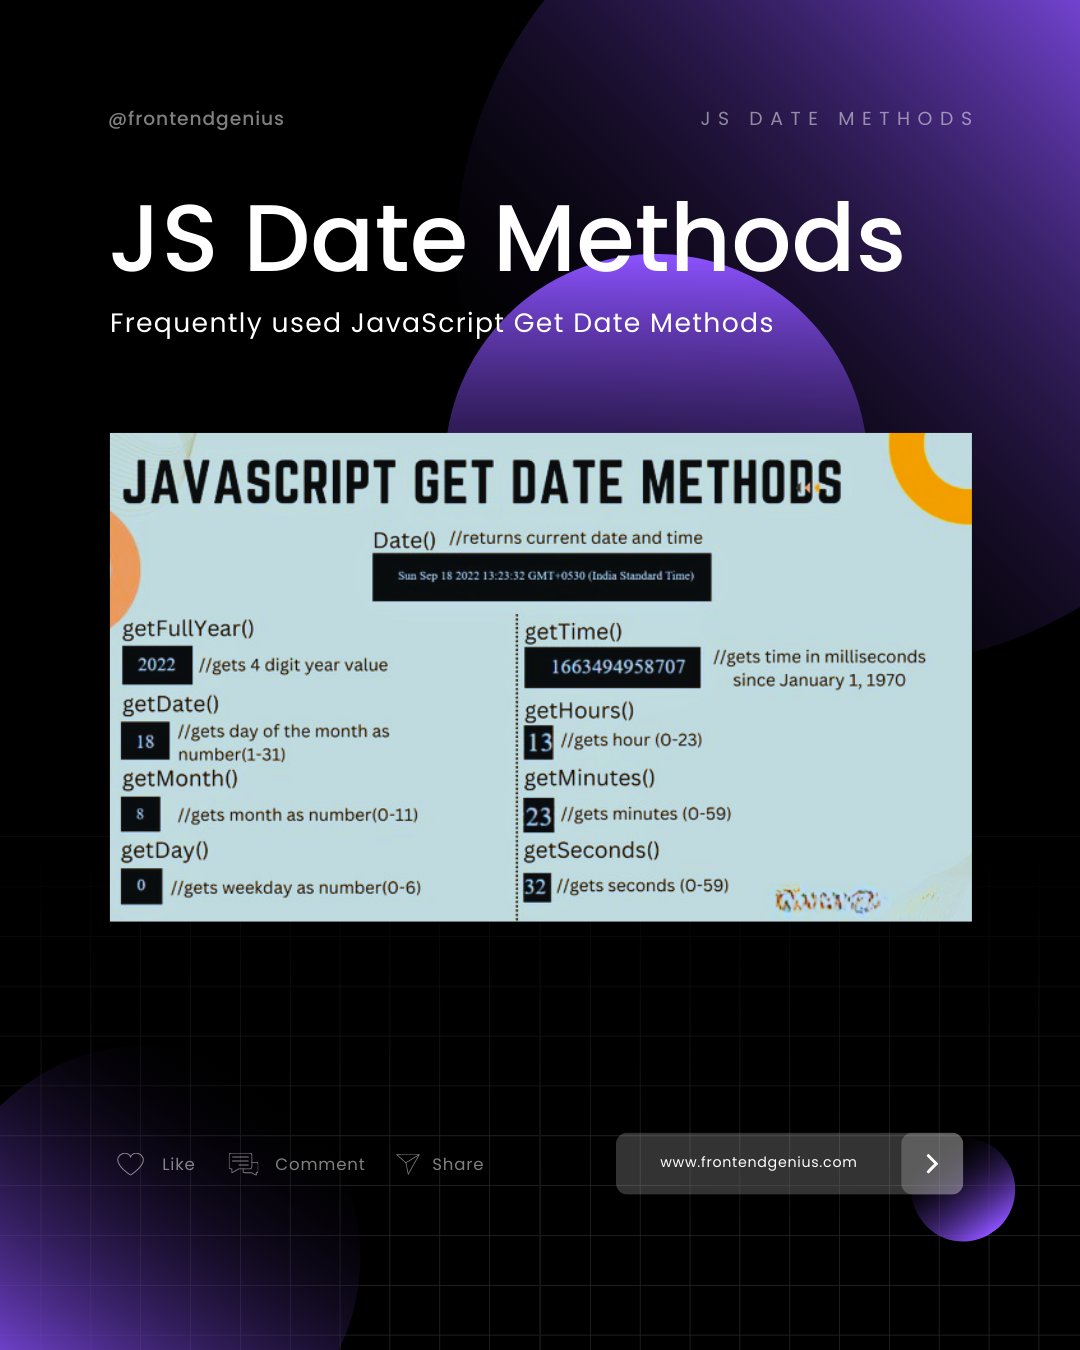 @frontendgenius
JS DATE METHODS
JS Date Methods
Frequently used JavaScript Get Date Methods
JAVASCRIPT GET DATE METHODS
Date() //returns current date and time
Sun Sep 18 2022 13:23:32 GMT+0530 (India Standard Time)
getFullYear()
2022 //gets 4 digit year value
getDate()
18 //gets day of the month as
number(1-31)
getMonth()
8 //gets month as number(0-11)
getDay()
0 //gets weekday as number(0-6)
getTime()
1663494958707 //gets time in milliseconds
since January 1, 1970
getHours()
13 //gets hour (0-23)
getMinutes()
23 //gets minutes (0-59)
getSeconds()
32 //gets seconds (0-59)
Like Comment Share
www.frontendgenius.com